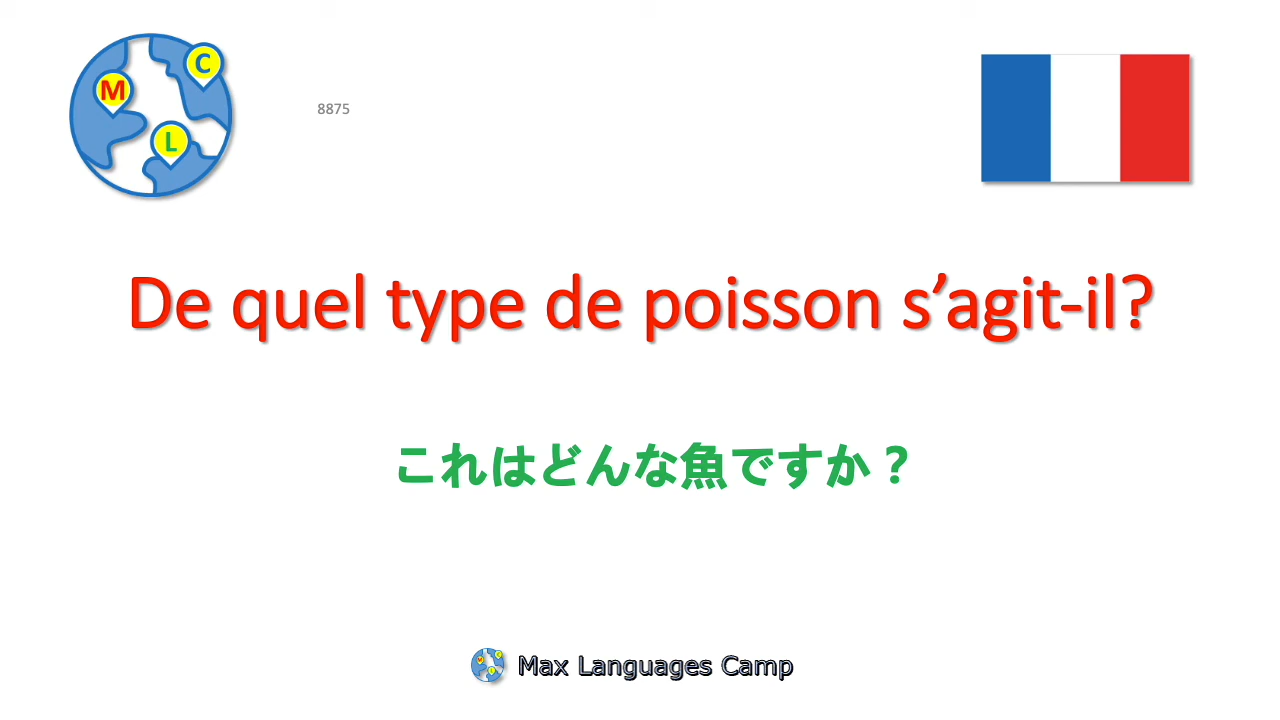 C
M
8875
L
De quel type de poisson s’agit-il?
これはどんな魚ですか？
Max Languages Camp